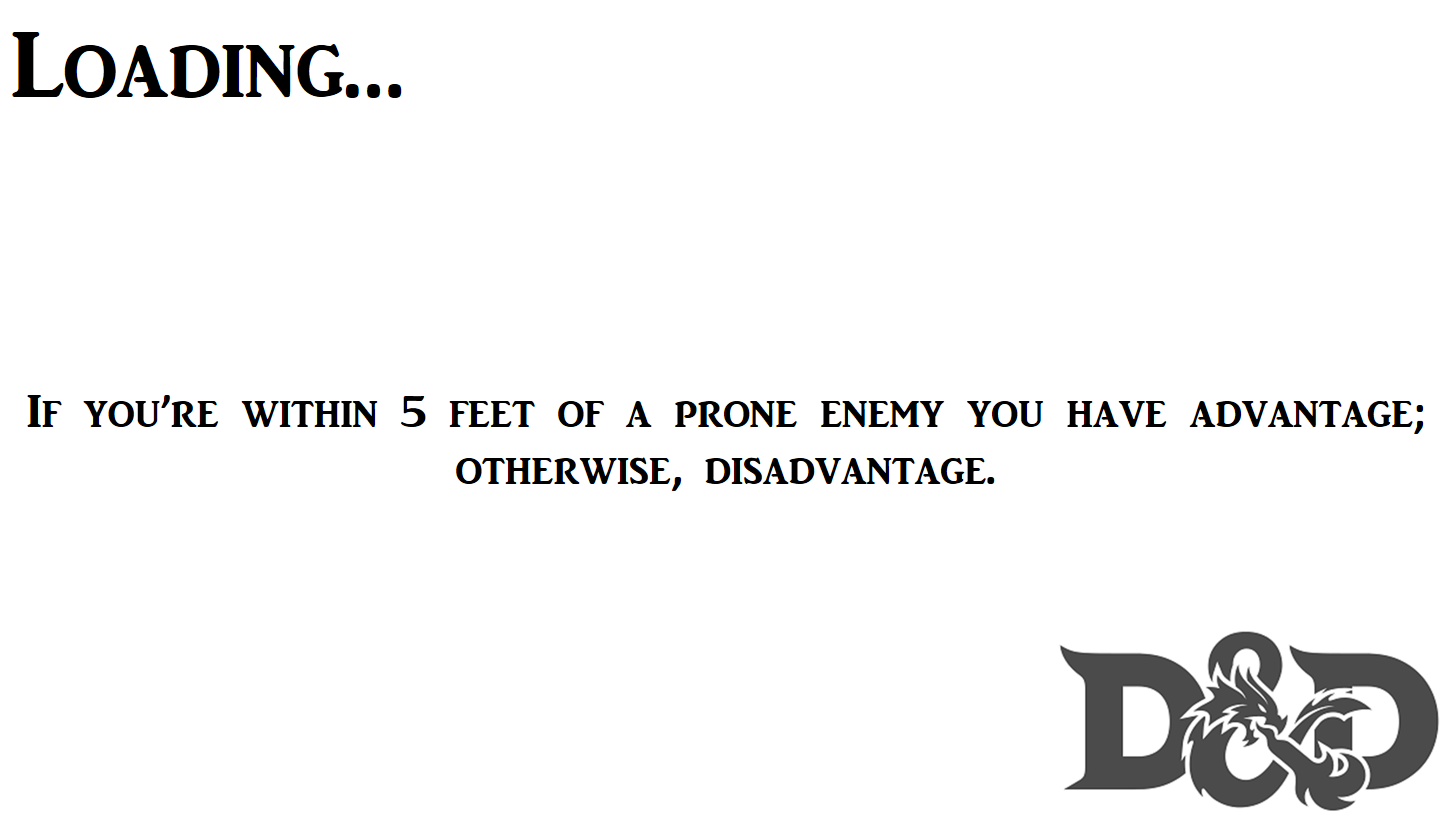 Loading...
If you're within 5 feet of a prone enemy you have advantage;
otherwise, disadvantage.
D&D